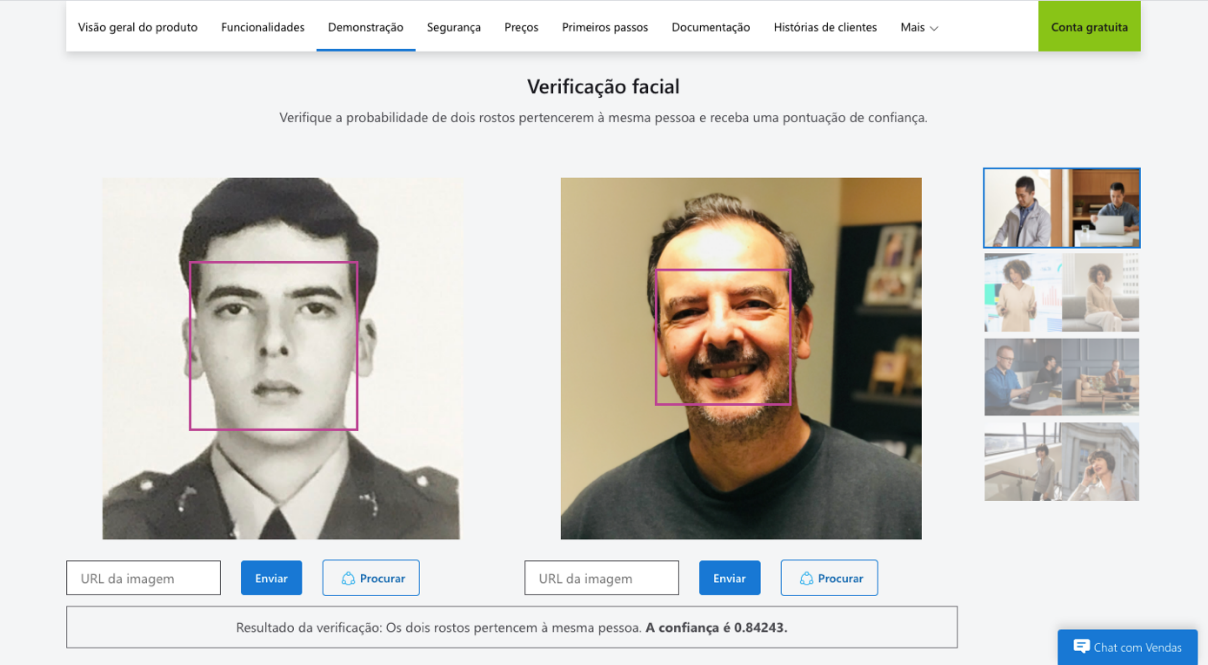 Visão geral do produto Funcionalidades Demonstração Segurança Preços Primeiros passos Documentação Histórias de clientes Mais Conta gratuita
Verificação facial
Verifique a probabilidade de dois rostos pertencerem à mesma pessoa e receba uma pontuação de confiança.
URL da imagem Enviar Procurar URL da imagem Enviar Procurar
Resultado da verificação: Os dois rostos pertencem à mesma pessoa. A confiança é 0.84243.
Chat com Vendas